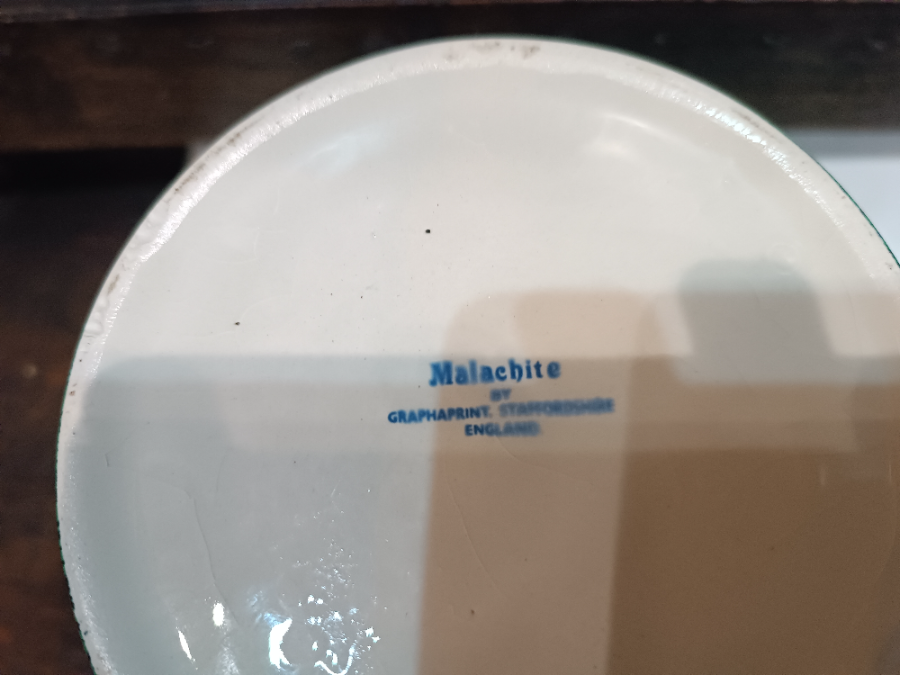 Malachite
BY
GRAPHAPRINT. STAFFORDSHIRE
ENGLAND.